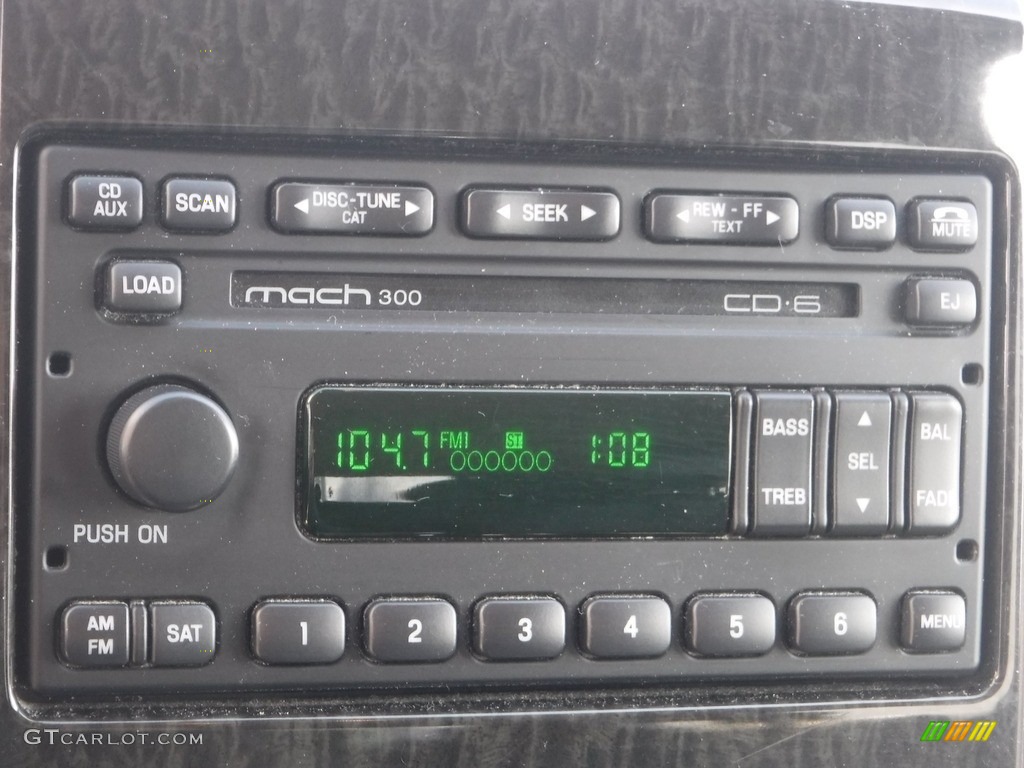 CD AUX
SCAN
DISC-TUNE
CAT
SEEK
REW - FF
TEXT
DSP
MUTE
LOAD
mach 300
CD·6
EJ
104.7 FM1 ST 1:08
000000
BASS
TREB
SEL
BAL
FADE
PUSH ON
AM FM
SAT
1
2
3
4
5
6
MENU
GTCARLOT.COM